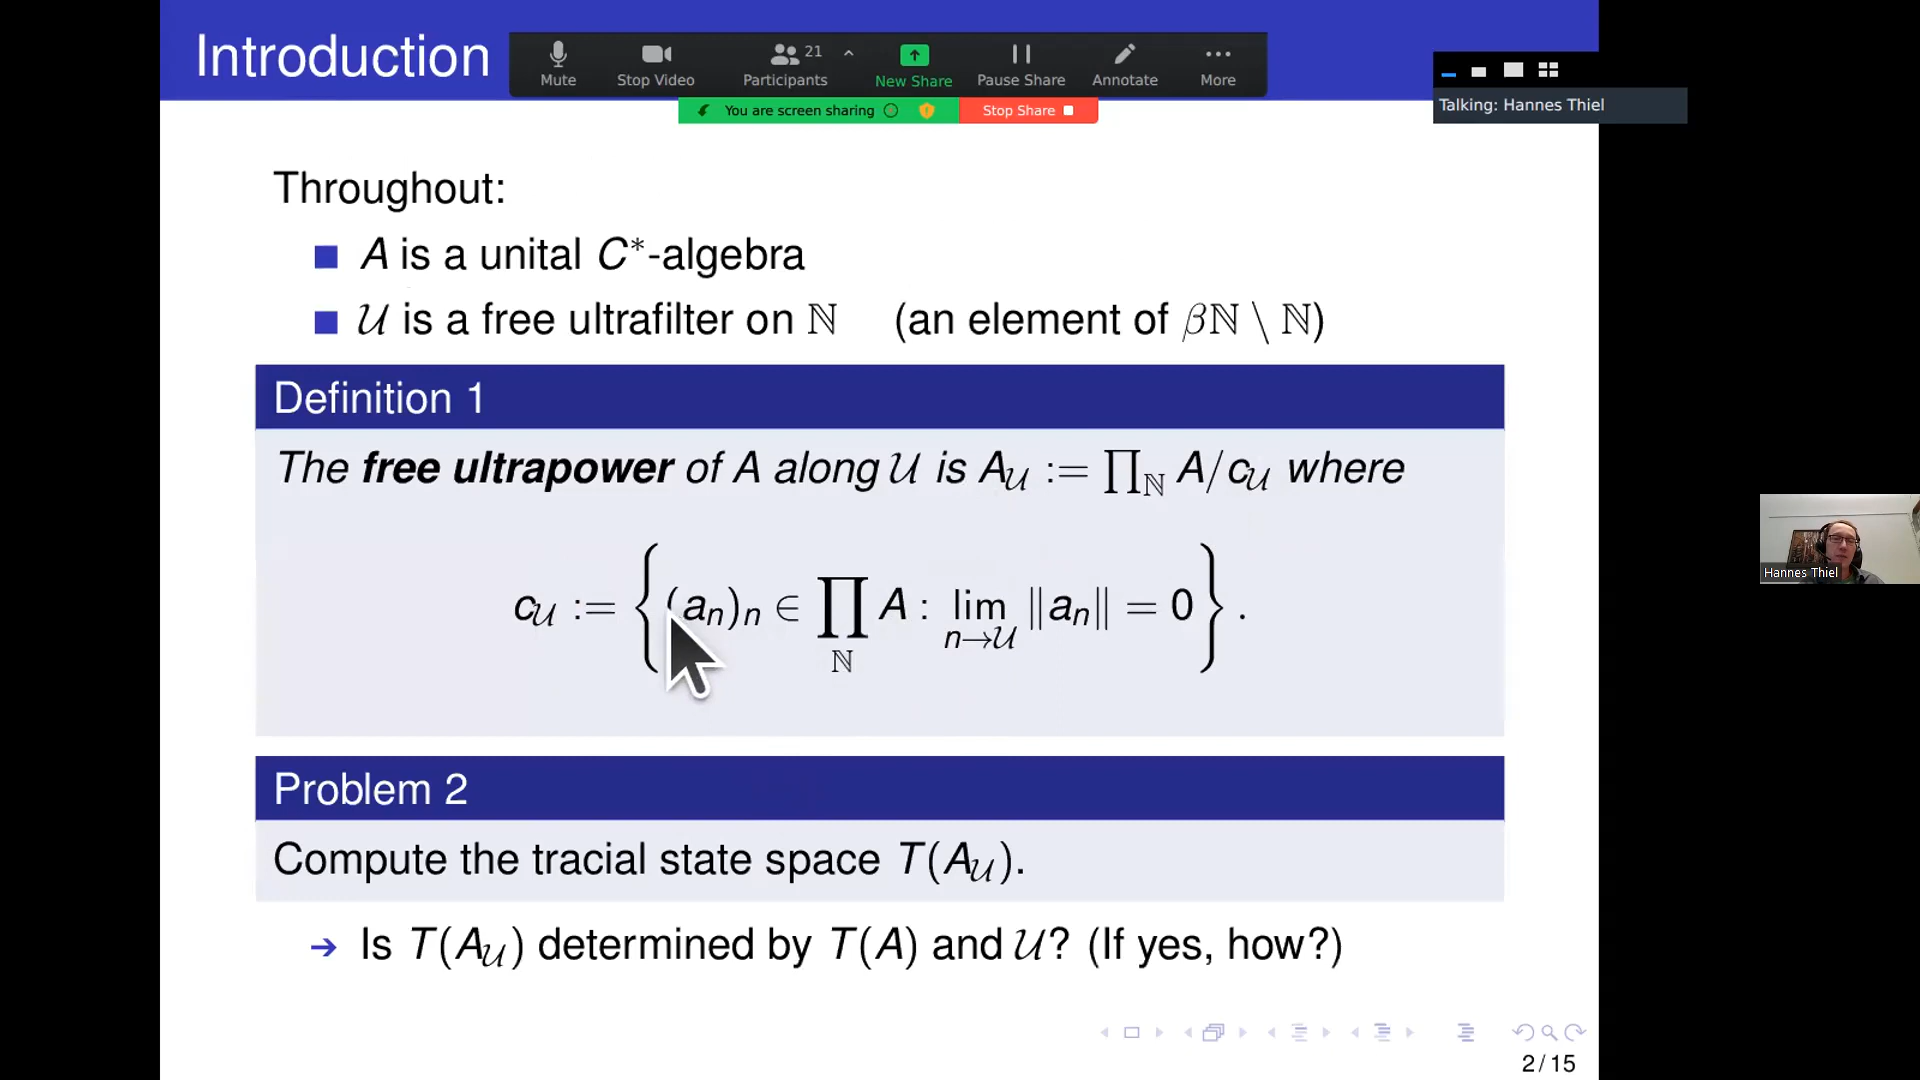 Introduction
Mute
Stop Video
Participants 21
New Share
Pause Share
Annotate
More
You are screen sharing
Stop Share
Talking: Hannes Thiel
Throughout:
A is a unital C*-algebra
𝒰 is a free ultrafilter on ℕ (an element of βℕ \ ℕ)
Definition 1
The free ultrapower of A along 𝒰 is A_𝒰 := ∏_ℕ A/c_𝒰 where
c_𝒰 := { (a_n)_n ∈ ∏_ℕ A : lim_{n→𝒰} ‖a_n‖ = 0 } .
Hannes Thiel
Problem 2
Compute the tracial state space T(A_𝒰).
➔ Is T(A_𝒰) determined by T(A) and 𝒰? (If yes, how?)
2 / 15